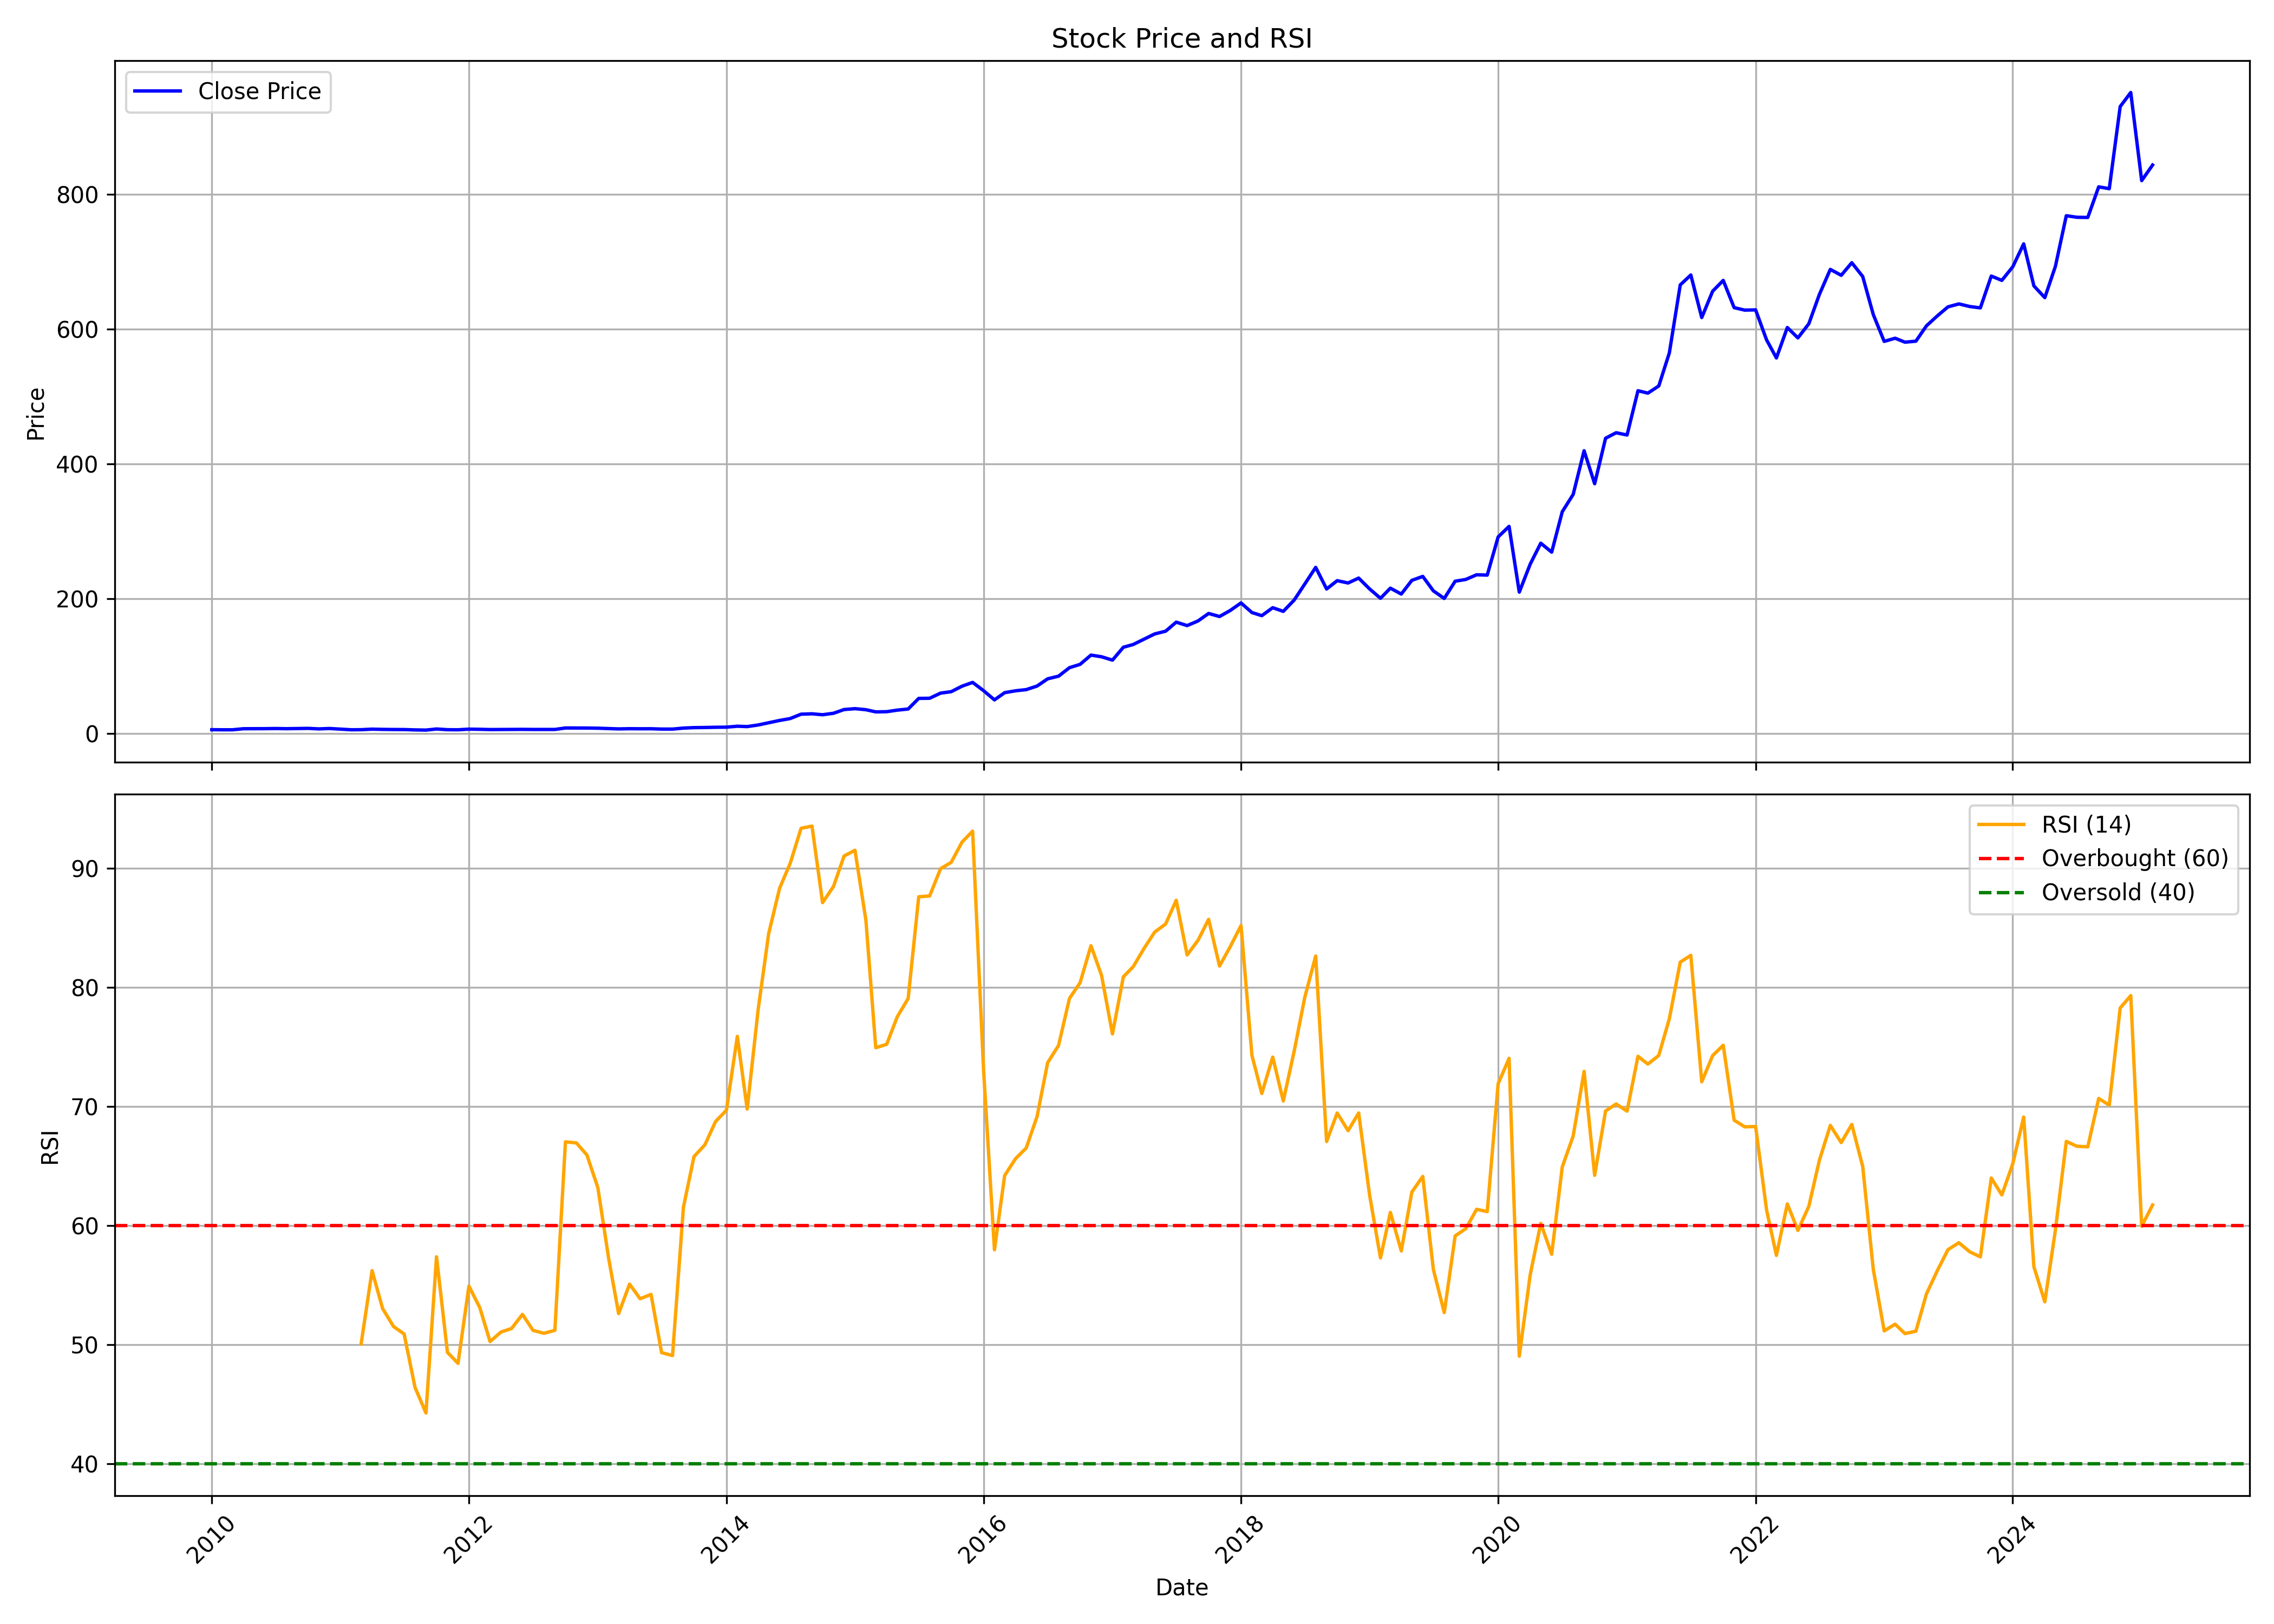 Stock Price and RSI
Close Price
800
600
400
200
0
Price
RSI (14)
Overbought (60)
Oversold (40)
90
80
70
60
50
40
RSI
2010
2012
2014
2016
2018
2020
2022
2024
Date